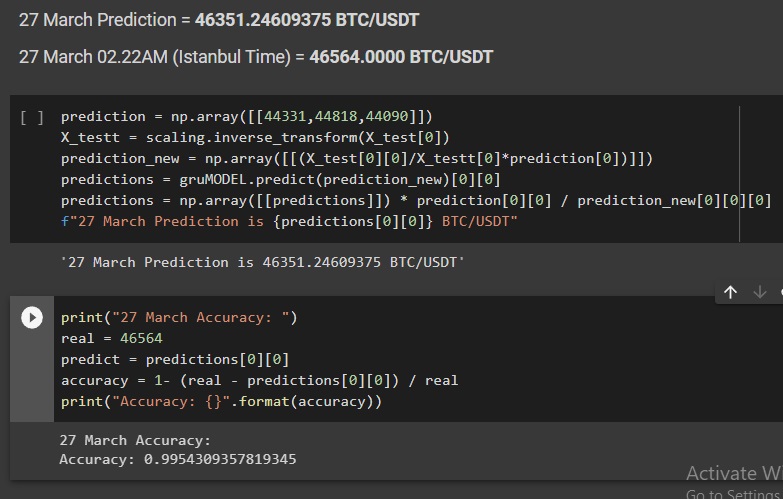 27 March Prediction = 46351.24609375 BTC/USDT
27 March 02.22AM (Istanbul Time) = 46564.0000 BTC/USDT
[ ] prediction = np.array([[44331,44818,44090]])
X_testt = scaling.inverse_transform(X_test[0])
prediction_new = np.array([[(X_test[0][0]/X_testt[0]*prediction[0])]])
predictions = gruMODEL.predict(prediction_new)[0][0]
predictions = np.array([[predictions]]) * prediction[0][0] / prediction_new[0][0][0]
f"27 March Prediction is {predictions[0][0]} BTC/USDT"
'27 March Prediction is 46351.24609375 BTC/USDT'
print("27 March Accuracy: ")
real = 46564
predict = predictions[0][0]
accuracy = 1- (real - predictions[0][0]) / real
print("Accuracy: {}".format(accuracy))
27 March Accuracy:
Accuracy: 0.9954309357819345
Activate Wi
Go to Settings